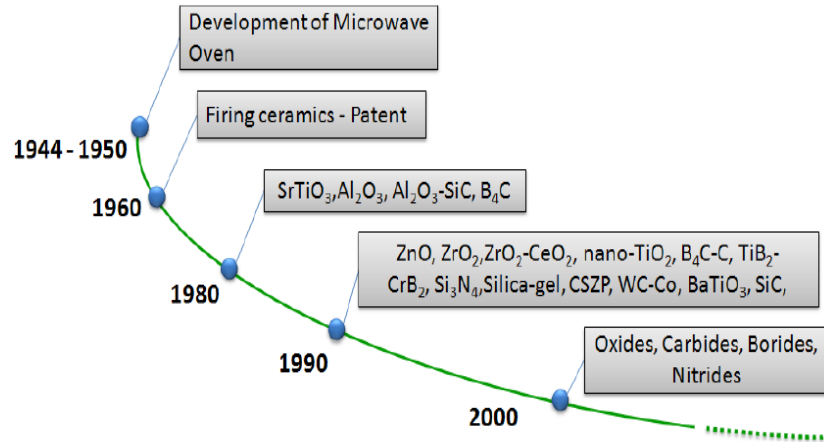 Development of Microwave
Oven
Firing ceramics - Patent
1944 - 1950
SrTiO₃,Al₂O₃, Al₂O₃-SiC, B₄C
1960
ZnO, ZrO₂,ZrO₂-CeO₂, nano-TiO₂, B₄C-C, TiB₂-
CrB₂, Si₃N₄,Silica-gel, CSZP, WC-Co, BaTiO₃, SiC,
1980
Oxides, Carbides, Borides,
Nitrides
1990
2000